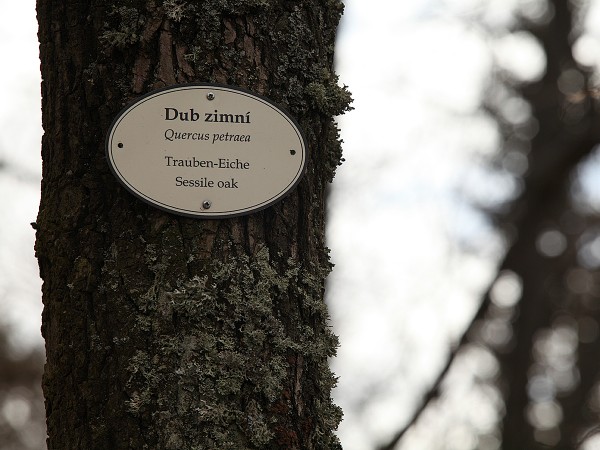 Dub zimní
Quercus petraea
Trauben-Eiche
Sessile oak